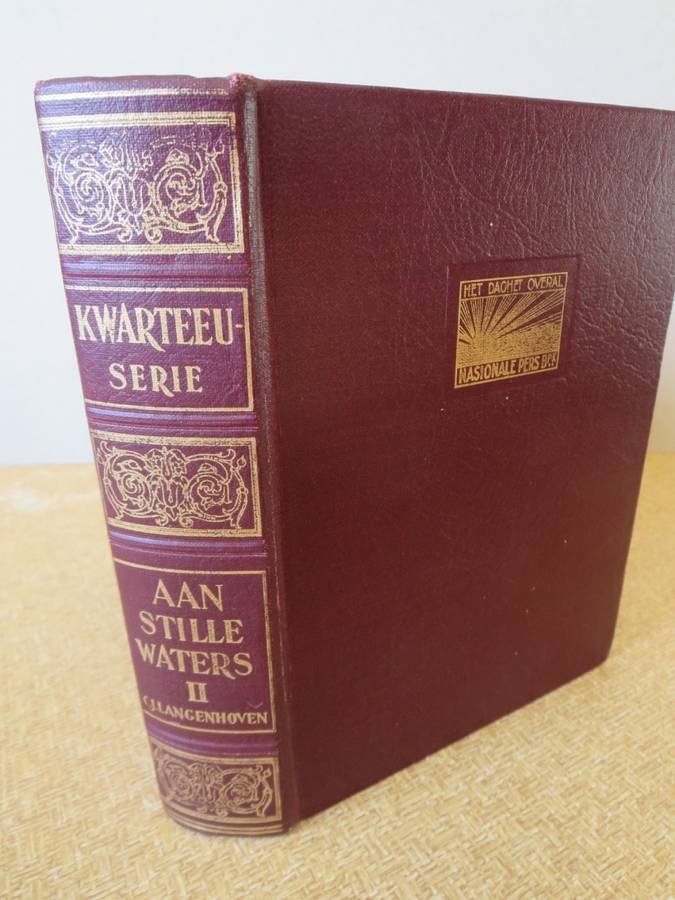 KWARTEEU-
SERIE
AAN
STILLE
WATERS
II
C.J.LANGENHOVEN
HET DAGHET OVERAL
NASIONALE PERS BPK